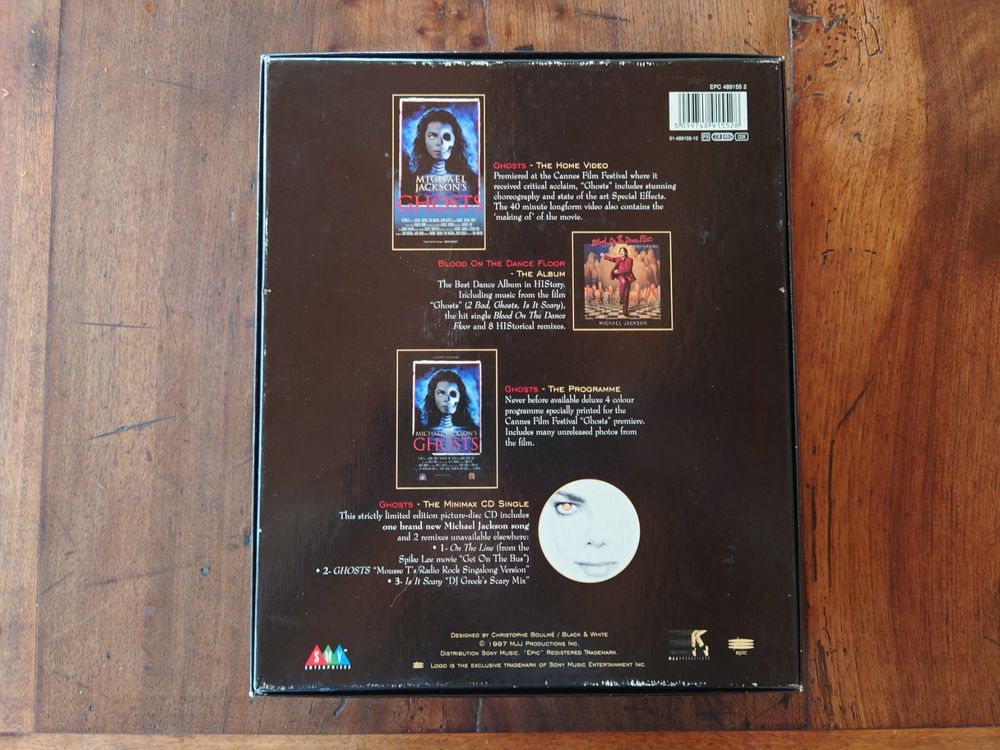 EPC 489155 2
5 099748 915528
01-489155-10
MICHAEL
JACKSON'S
GHOSTS
GHOSTS - THE HOME VIDEO
Premiered at the Cannes Film Festival where it
received critical acclaim, "Ghosts" includes stunning
choreography and state of the art Special Effects.
The 40 minute longform video also contains the
'making of' of the movie.
BLOOD ON THE DANCE FLOOR
- THE ALBUM
The Best Dance Album in HIStory.
Including music from the film
"Ghosts" (2 Bad, Ghosts, Is It Scary),
the hit single Blood On The Dance
Floor and 8 HIStorical remixes.
Blood On The Dance Floor
MICHAEL JACKSON
MICHAEL JACKSON'S
GHOSTS
GHOSTS - THE PROGRAMME
Never before available deluxe 4 colour
programme specially printed for the
Cannes Film Festival "Ghosts" premiere.
Includes many unreleased photos from
the film.
GHOSTS - THE MINIMAX CD SINGLE
This strictly limited edition picture-disc CD includes
one brand new Michael Jackson song
and 2 remixes unavailable elsewhere:
• 1- On The Line (from the
Spike Lee movie "Get On The Bus")
• 2- GHOSTS "Mousse T's Radio Rock Singalong Version"
• 3- Is It Scary "DJ Greek's Scary Mix"
DESIGNED BY CHRISTOPHE BOULMÉ / BLACK & WHITE
© 1997 MJJ PRODUCTIONS INC.
DISTRIBUTION SONY MUSIC. "EPIC" REGISTERED TRADEMARK.
LOGO IS THE EXCLUSIVE TRADEMARK OF SONY MUSIC ENTERTAINMENT INC.
SMV
ENTERPRISES
MJJ PRODUCTIONS
epic